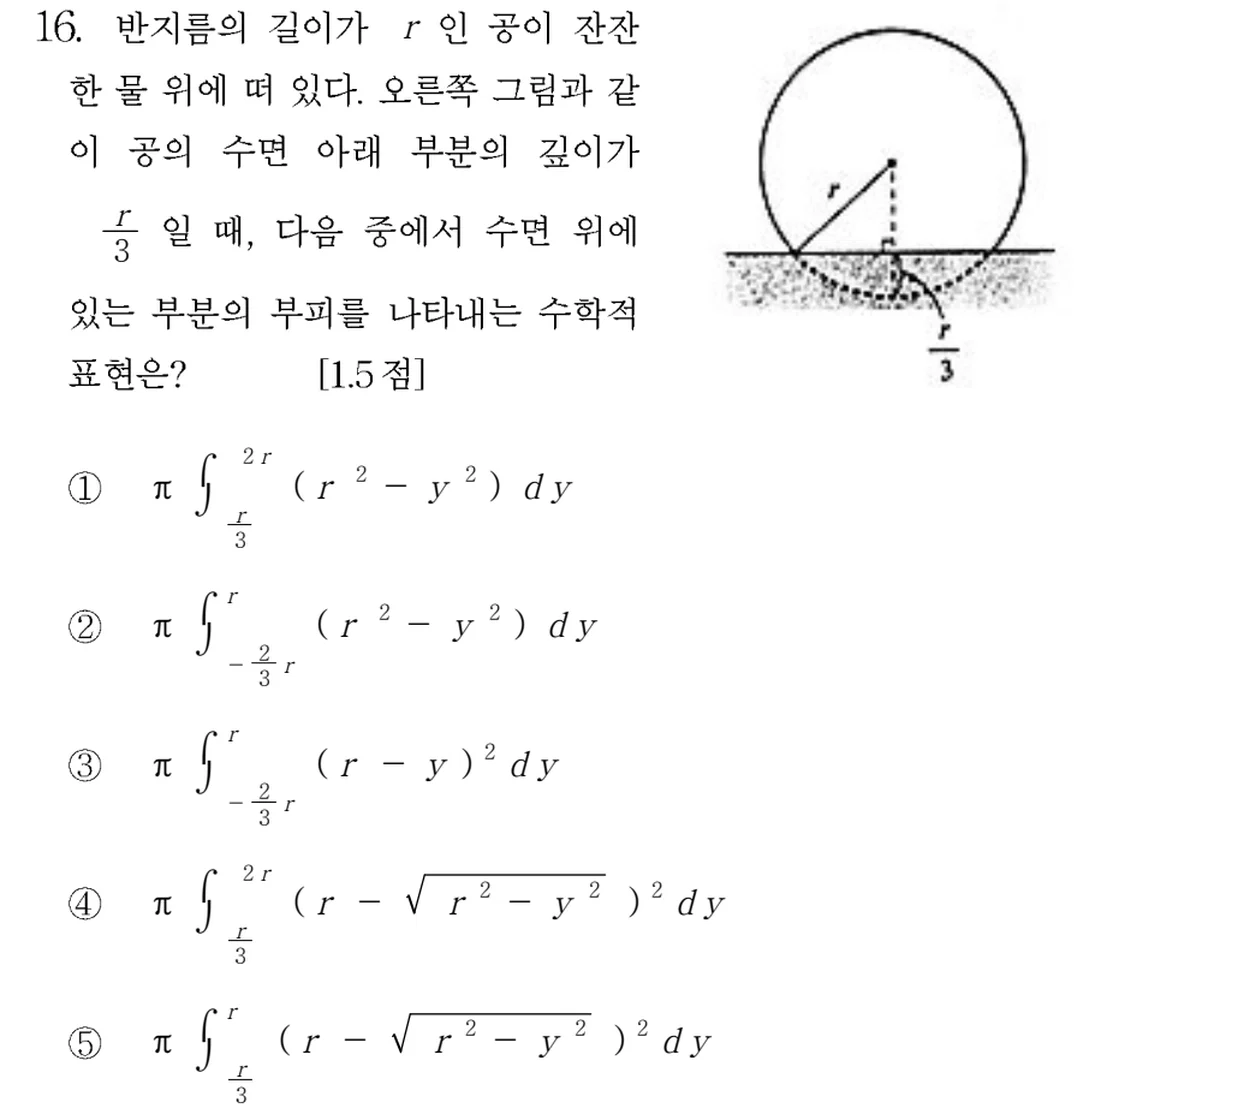 16. 반지름의 길이가 r 인 공이 잔잔
한 물 위에 떠 있다. 오른쪽 그림과 같
이 공의 수면 아래 부분의 깊이가
r/3 일 때, 다음 중에서 수면 위에
있는 부분의 부피를 나타내는 수학적
표현은? [1.5점]
r
r/3
① π∫_{r/3}^{2r} (r² − y²) dy
② π∫_{−2/3 r}^{r} (r² − y²) dy
③ π∫_{−2/3 r}^{r} (r − y)² dy
④ π∫_{r/3}^{2r} (r − √(r² − y²))² dy
⑤ π∫_{r/3}^{r} (r − √(r² − y²))² dy